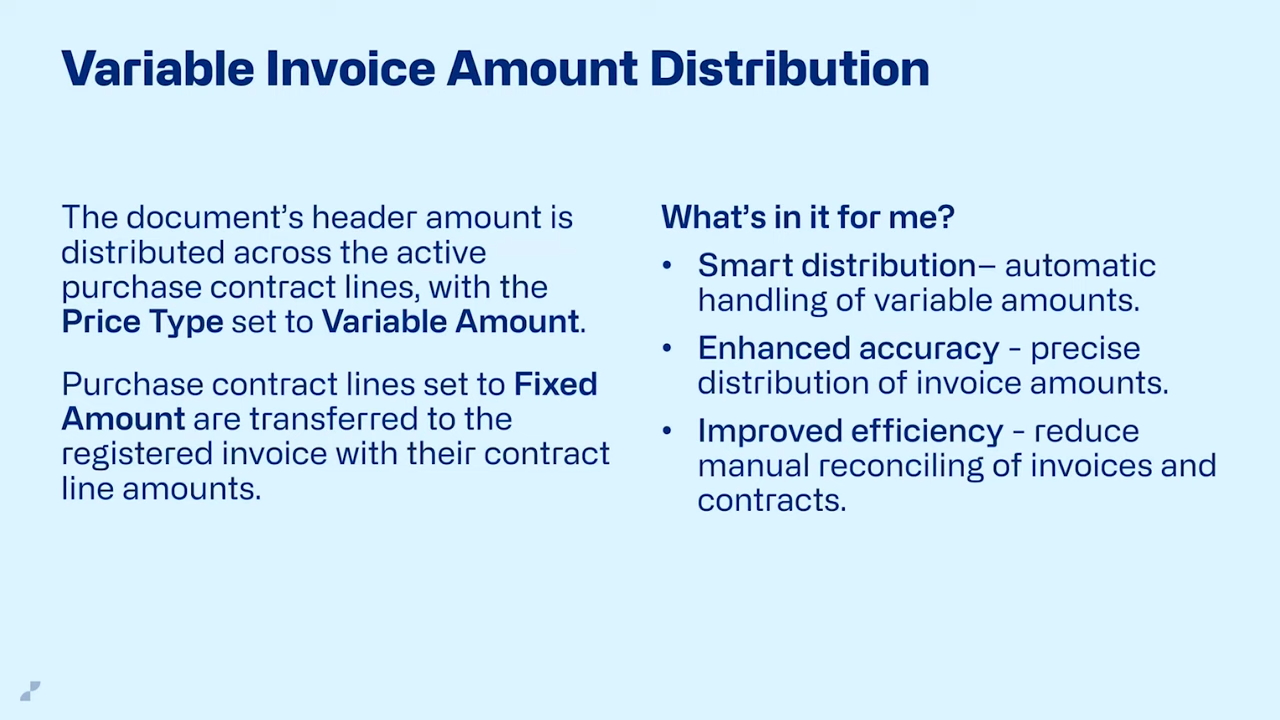 Variable Invoice Amount Distribution
The document’s header amount is
distributed across the active
purchase contract lines, with the
Price Type set to Variable Amount.
Purchase contract lines set to Fixed
Amount are transferred to the
registered invoice with their contract
line amounts.
What’s in it for me?
• Smart distribution– automatic
handling of variable amounts.
• Enhanced accuracy - precise
distribution of invoice amounts.
• Improved efficiency - reduce
manual reconciling of invoices and
contracts.